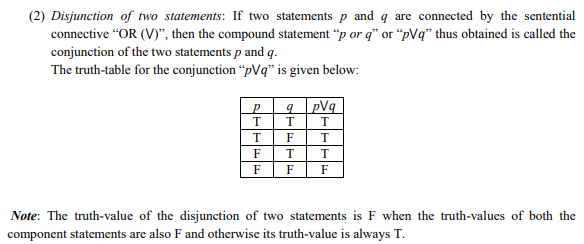 (2) Disjunction of two statements: If two statements p and q are connected by the sentential
connective “OR (V)”, then the compound statement “p or q” or “pVq” thus obtained is called the
conjunction of the two statements p and q.
The truth-table for the conjunction “pVq” is given below:
p q pVq
T T T
T F T
F T T
F F F
Note: The truth-value of the disjunction of two statements is F when the truth-values of both the
component statements are also F and otherwise its truth-value is always T.